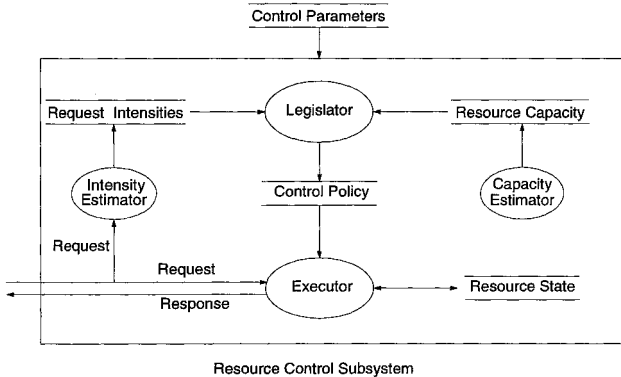 Control Parameters
Request Intensities
Legislator
Resource Capacity
Intensity
Estimator
Control Policy
Capacity
Estimator
Request
Request
Response
Executor
Resource State
Resource Control Subsystem